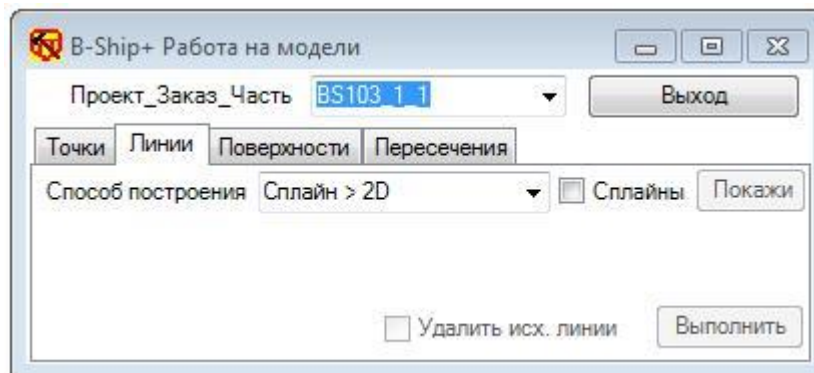 B-Ship+ Работа на модели
Проект_Заказ_Часть BS103_1_1 Выход
Точки Линии Поверхности Пересечения
Способ построения Сплайн > 2D Сплайны Покажи
Удалить исх. линии Выполнить